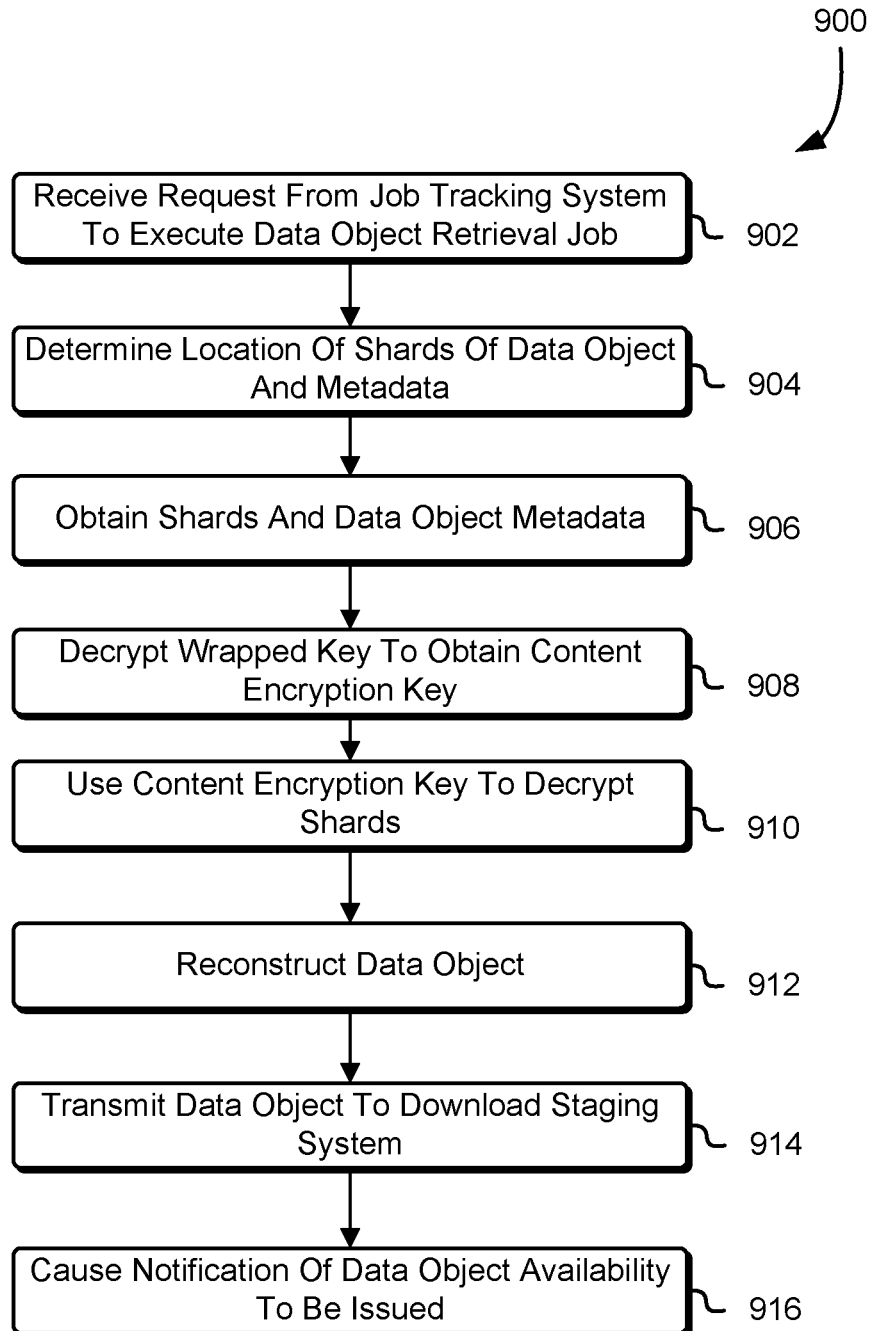 900
Receive Request From Job Tracking System
To Execute Data Object Retrieval Job
902
Determine Location Of Shards Of Data Object
And Metadata
904
Obtain Shards And Data Object Metadata
906
Decrypt Wrapped Key To Obtain Content
Encryption Key
908
Use Content Encryption Key To Decrypt
Shards
910
Reconstruct Data Object
912
Transmit Data Object To Download Staging
System
914
Cause Notification Of Data Object Availability
To Be Issued
916